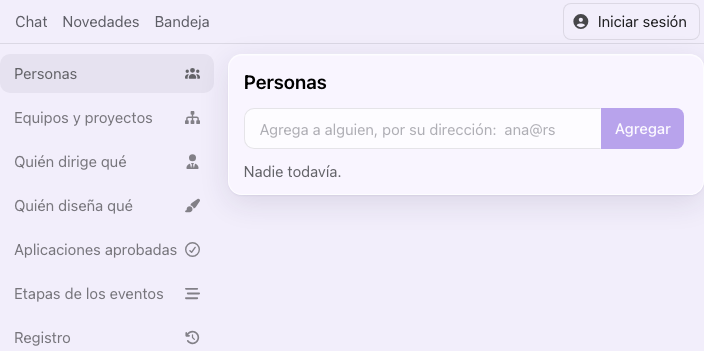 Chat Novedades Bandeja Iniciar sesión
Personas
Equipos y proyectos
Quién dirige qué
Quién diseña qué
Aplicaciones aprobadas
Etapas de los eventos
Registro
Personas
Agrega a alguien, por su dirección: ana@rs Agregar
Nadie todavía.